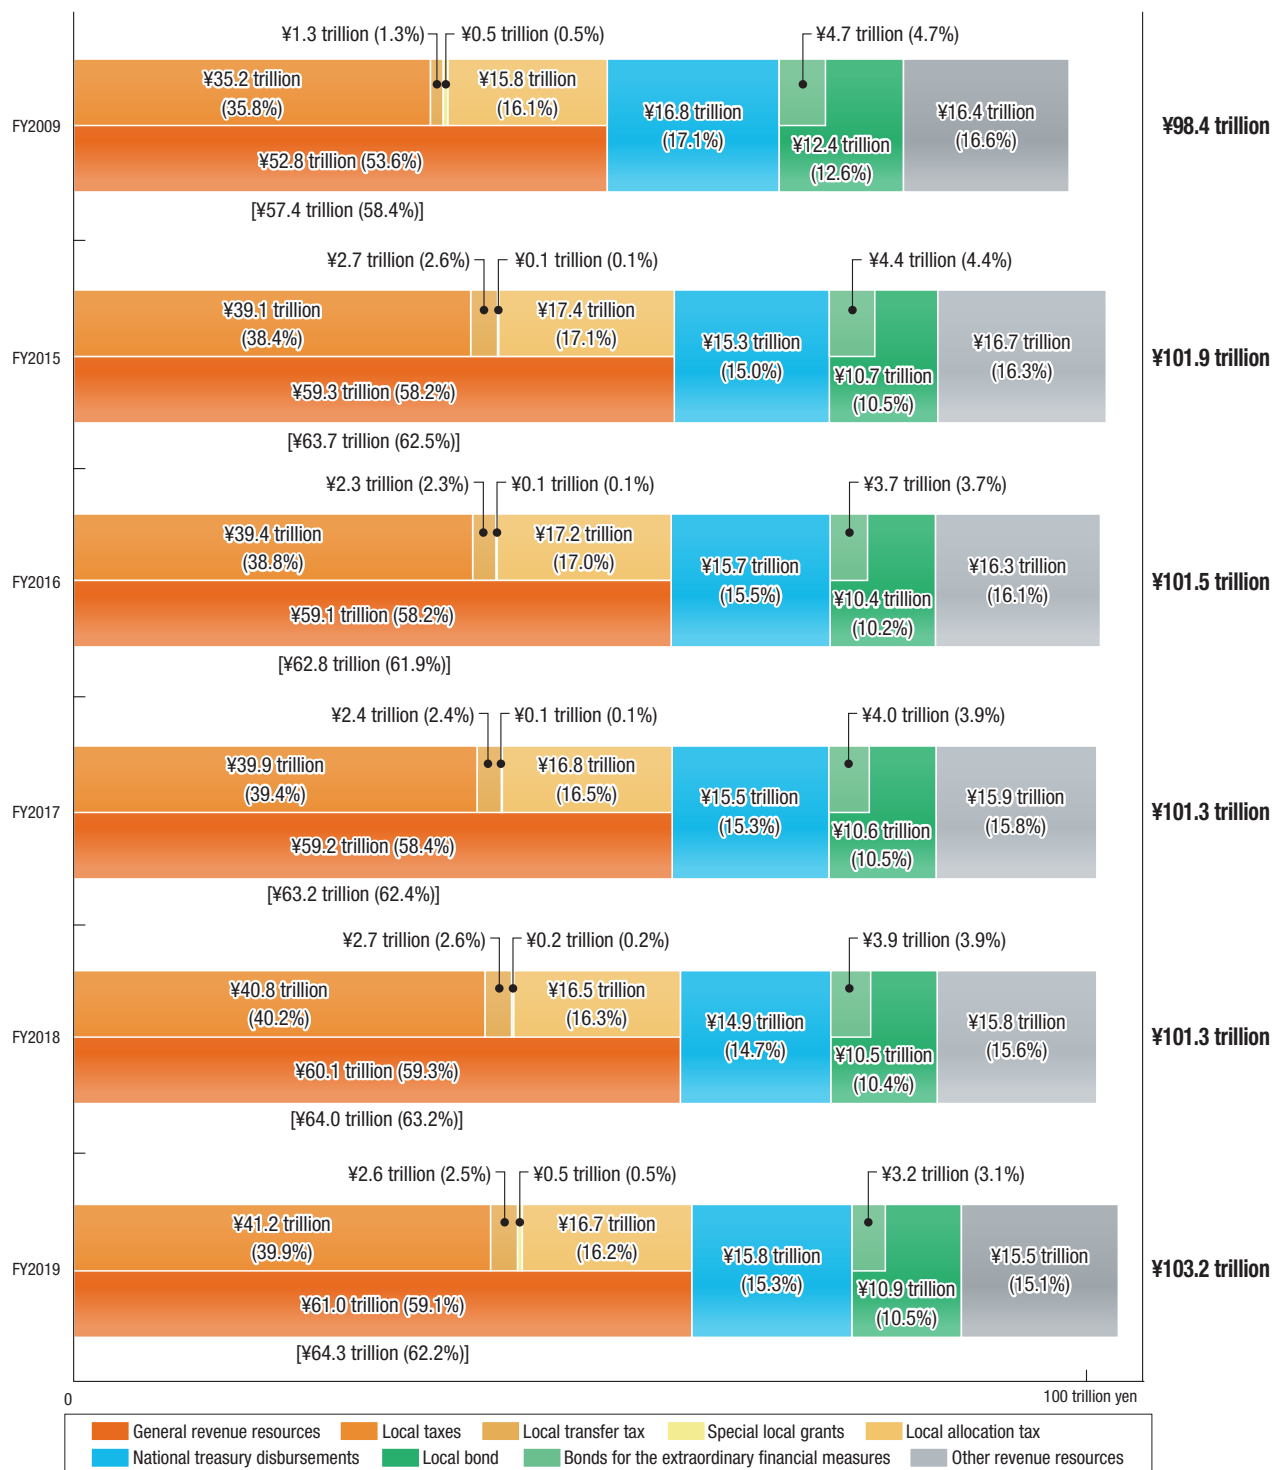 ¥1.3 trillion (1.3%) ¥0.5 trillion (0.5%) ¥4.7 trillion (4.7%)
¥35.2 trillion
(35.8%)
¥15.8 trillion
(16.1%)
¥16.8 trillion
(17.1%)
¥16.4 trillion
(16.6%)
FY2009
¥98.4 trillion
¥52.8 trillion (53.6%)
¥12.4 trillion
(12.6%)
[¥57.4 trillion (58.4%)]
¥2.7 trillion (2.6%) ¥0.1 trillion (0.1%) ¥4.4 trillion (4.4%)
¥39.1 trillion
(38.4%)
¥17.4 trillion
(17.1%)
¥15.3 trillion
(15.0%)
¥16.7 trillion
(16.3%)
FY2015
¥101.9 trillion
¥59.3 trillion (58.2%)
¥10.7 trillion
(10.5%)
[¥63.7 trillion (62.5%)]
¥2.3 trillion (2.3%) ¥0.1 trillion (0.1%) ¥3.7 trillion (3.7%)
¥39.4 trillion
(38.8%)
¥17.2 trillion
(17.0%)
¥15.7 trillion
(15.5%)
¥16.3 trillion
(16.1%)
FY2016
¥101.5 trillion
¥59.1 trillion (58.2%)
¥10.4 trillion
(10.2%)
[¥62.8 trillion (61.9%)]
¥2.4 trillion (2.4%) ¥0.1 trillion (0.1%) ¥4.0 trillion (3.9%)
¥39.9 trillion
(39.4%)
¥16.8 trillion
(16.5%)
¥15.5 trillion
(15.3%)
¥15.9 trillion
(15.8%)
FY2017
¥101.3 trillion
¥59.2 trillion (58.4%)
¥10.6 trillion
(10.5%)
[¥63.2 trillion (62.4%)]
¥2.7 trillion (2.6%) ¥0.2 trillion (0.2%) ¥3.9 trillion (3.9%)
¥40.8 trillion
(40.2%)
¥16.5 trillion
(16.3%)
¥14.9 trillion
(14.7%)
¥15.8 trillion
(15.6%)
FY2018
¥101.3 trillion
¥60.1 trillion (59.3%)
¥10.5 trillion
(10.4%)
[¥64.0 trillion (63.2%)]
¥2.6 trillion (2.5%) ¥0.5 trillion (0.5%) ¥3.2 trillion (3.1%)
¥41.2 trillion
(39.9%)
¥16.7 trillion
(16.2%)
¥15.8 trillion
(15.3%)
¥15.5 trillion
(15.1%)
FY2019
¥103.2 trillion
¥61.0 trillion (59.1%)
¥10.9 trillion
(10.5%)
[¥64.3 trillion (62.2%)]
0 100 trillion yen
General revenue resources Local taxes Local transfer tax Special local grants Local allocation tax
National treasury disbursements Local bond Bonds for the extraordinary financial measures Other revenue resources